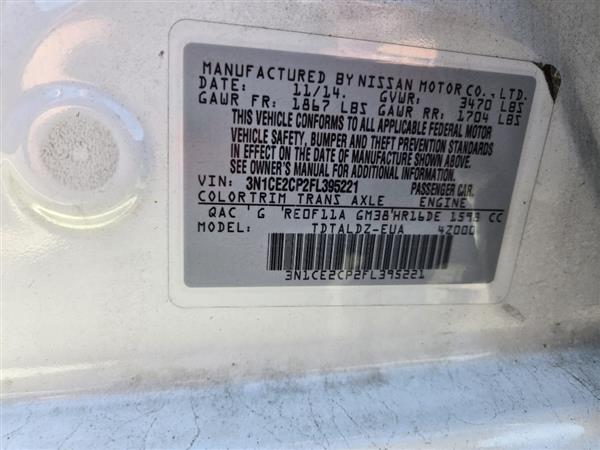 MANUFACTURED BY NISSAN MOTOR CO., LTD.
DATE: 11/14. GVWR: 3470 LBS
GAWR FR: 1867 LBS GAWR RR: 1704 LBS
THIS VEHICLE CONFORMS TO ALL APPLICABLE FEDERAL MOTOR
VEHICLE SAFETY, BUMPER AND THEFT PREVENTION STANDARDS
IN EFFECT ON THE DATE OF MANUFACTURE SHOWN ABOVE.
SEE OWNER'S MANUAL FOR ADDITIONAL INFORMATION.
VIN: 3N1CE2CP2FL395221 PASSENGER CAR.
COLOR TRIM TRANS AXLE ENGINE
QAC G RE0F11A GM38 HR16DE 1598 CC
MODEL: TDTALDZ-EUA 4Z000
3N1CE2CP2FL395221